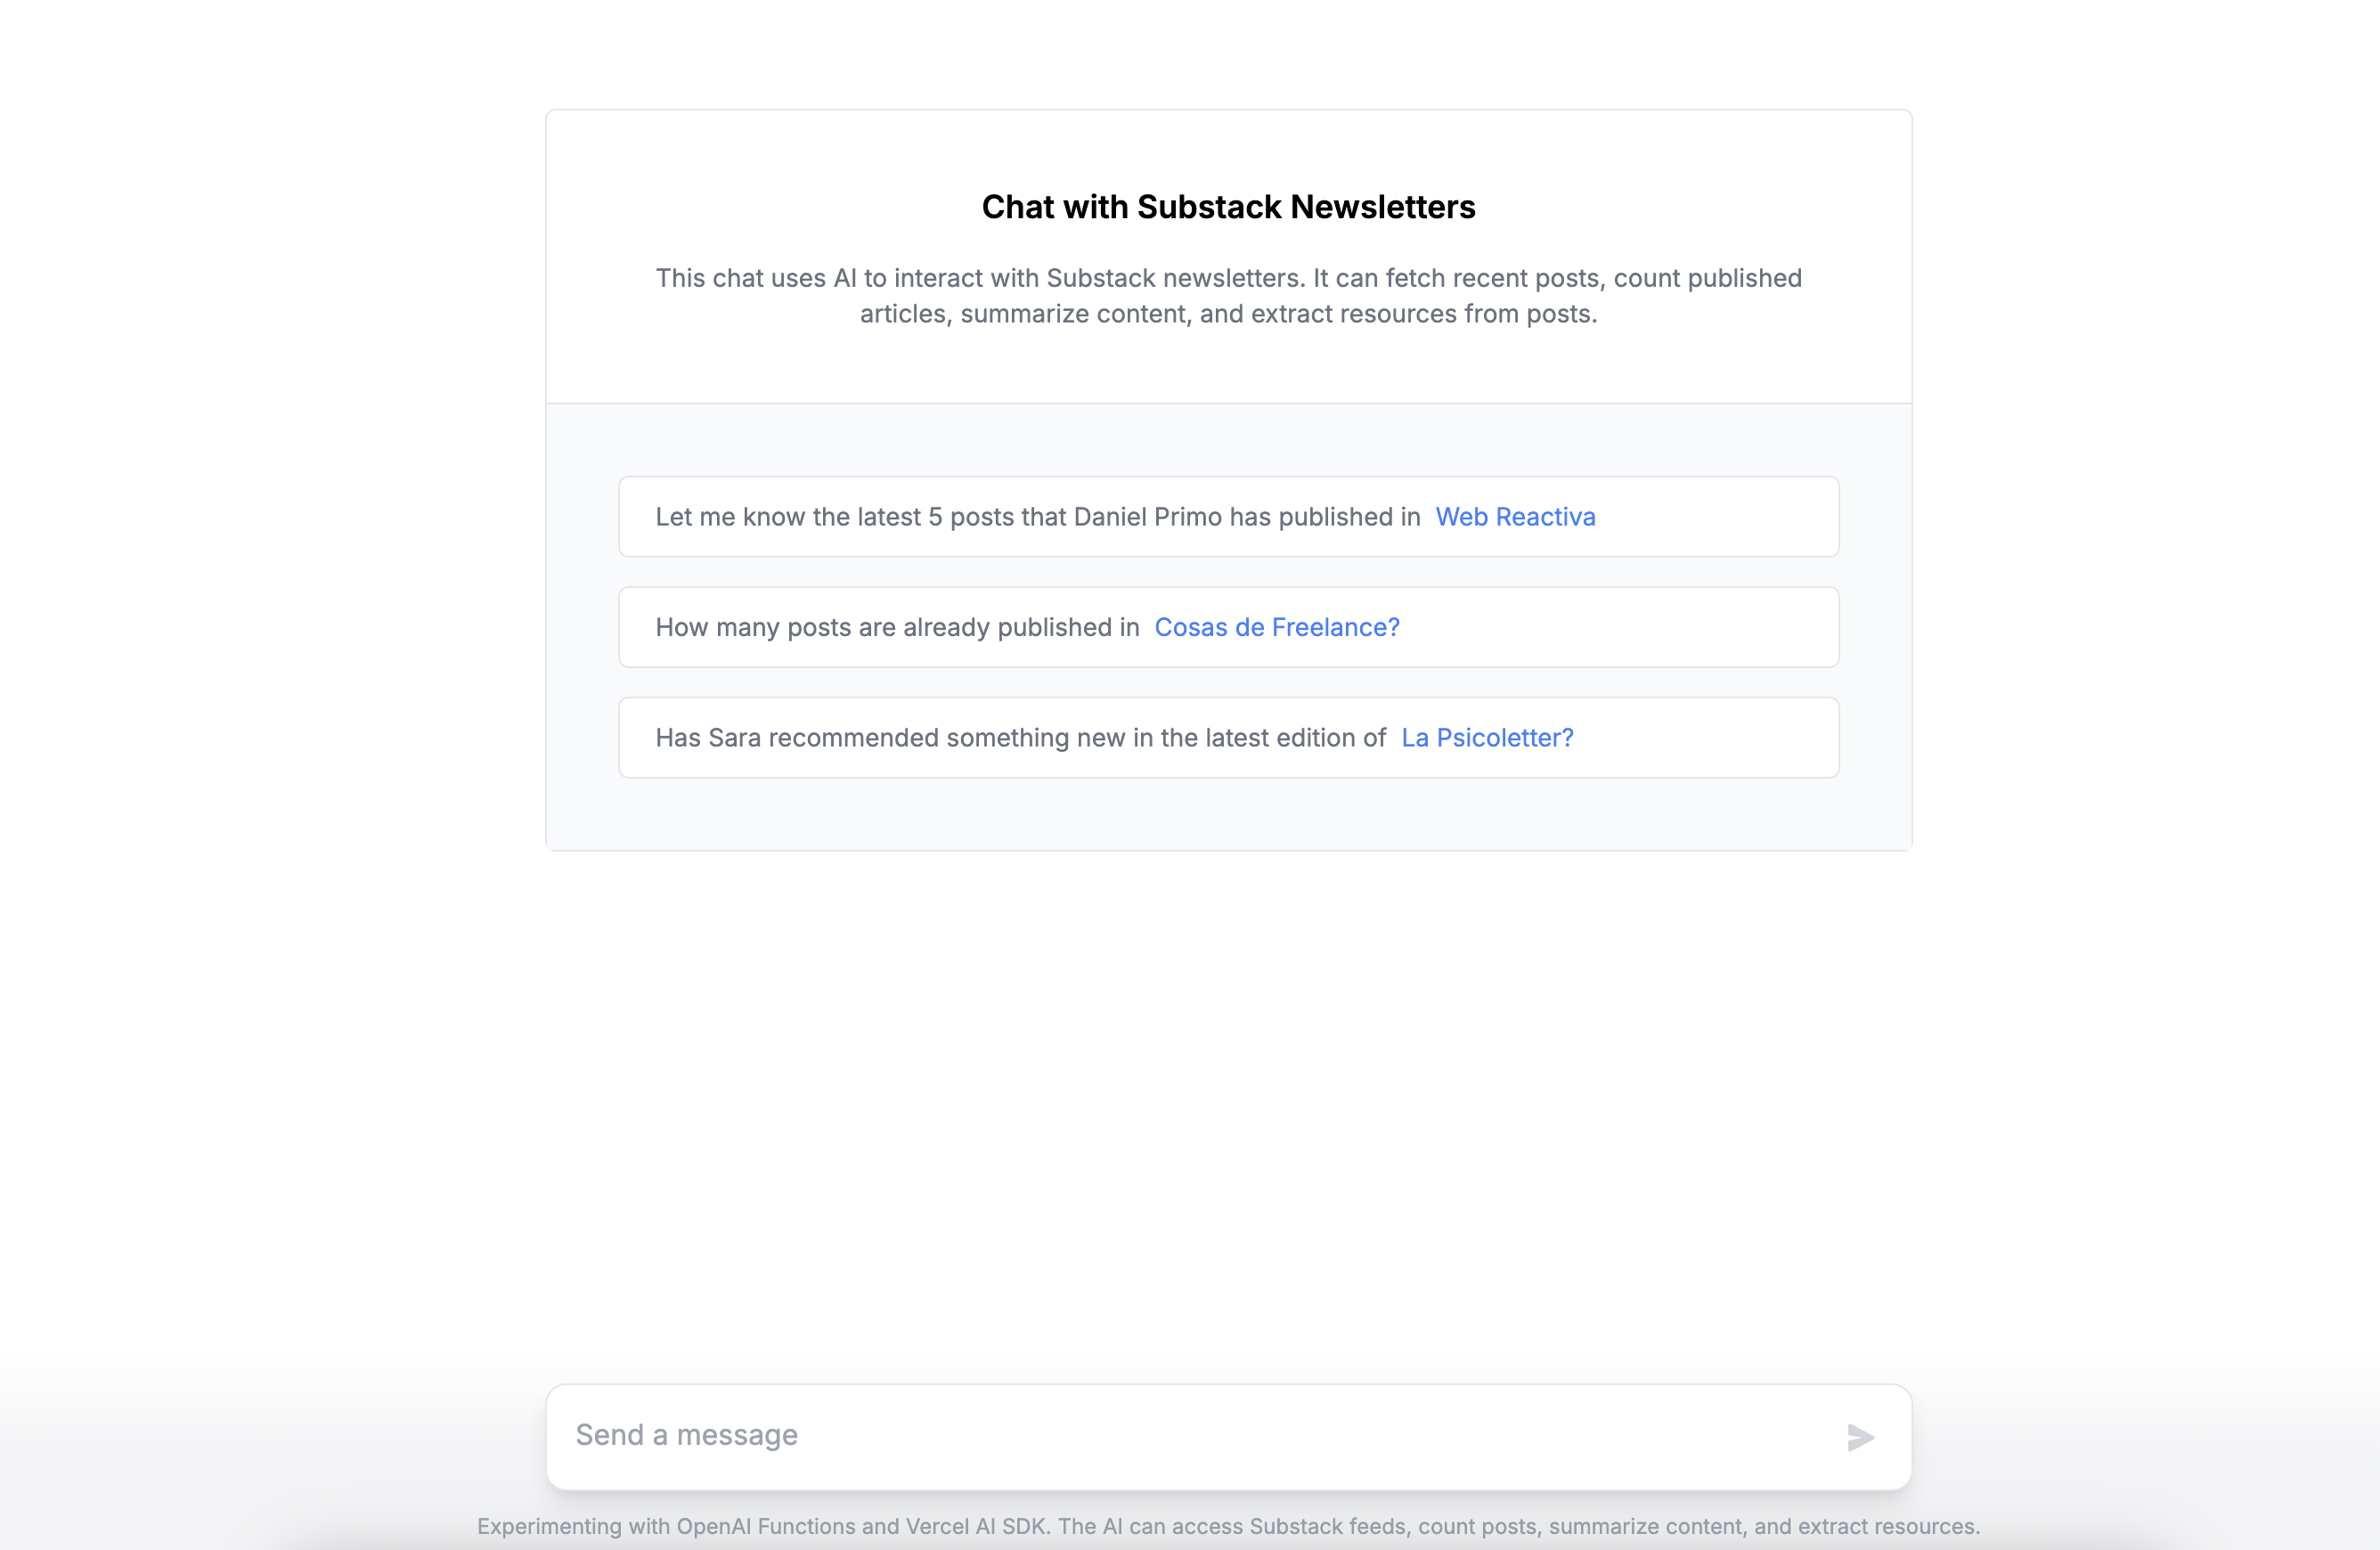 Chat with Substack Newsletters
This chat uses AI to interact with Substack newsletters. It can fetch recent posts, count published
articles, summarize content, and extract resources from posts.
Let me know the latest 5 posts that Daniel Primo has published in Web Reactiva
How many posts are already published in Cosas de Freelance?
Has Sara recommended something new in the latest edition of La Psicoletter?
Send a message
Experimenting with OpenAI Functions and Vercel AI SDK. The AI can access Substack feeds, count posts, summarize content, and extract resources.